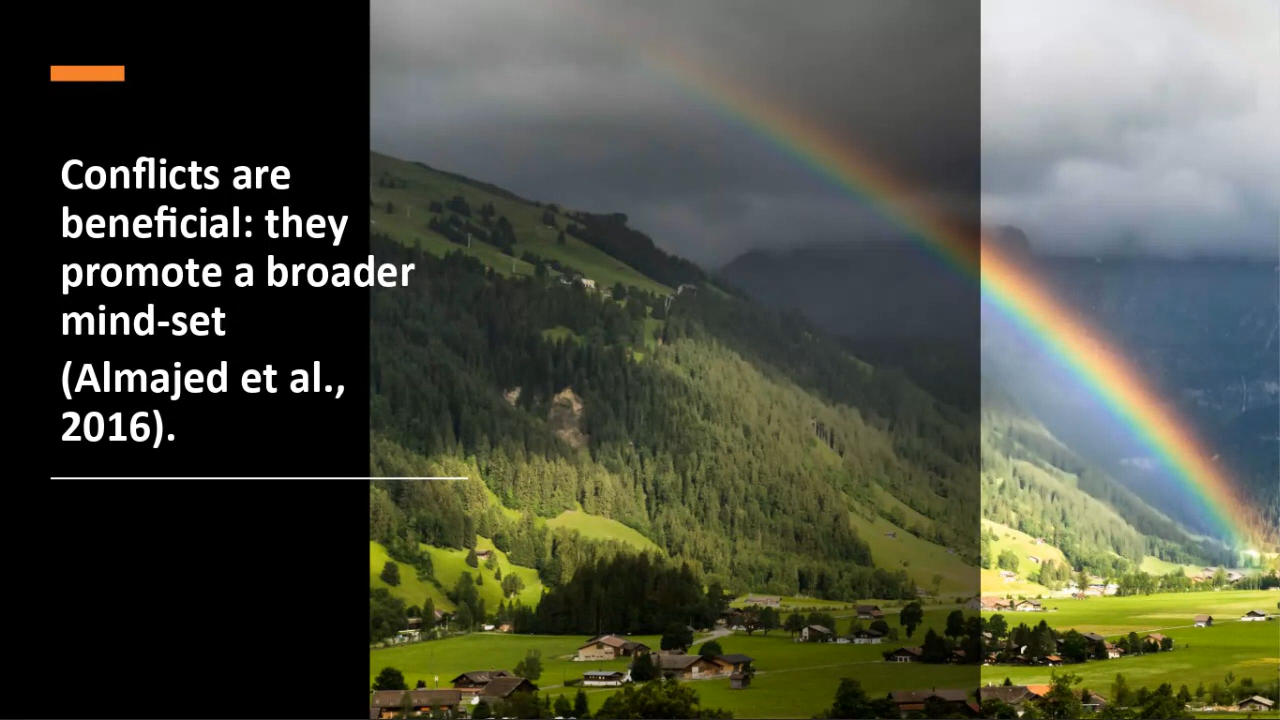 Conflicts are
beneficial: they
promote a broader
mind-set
(Almajed et al.,
2016).